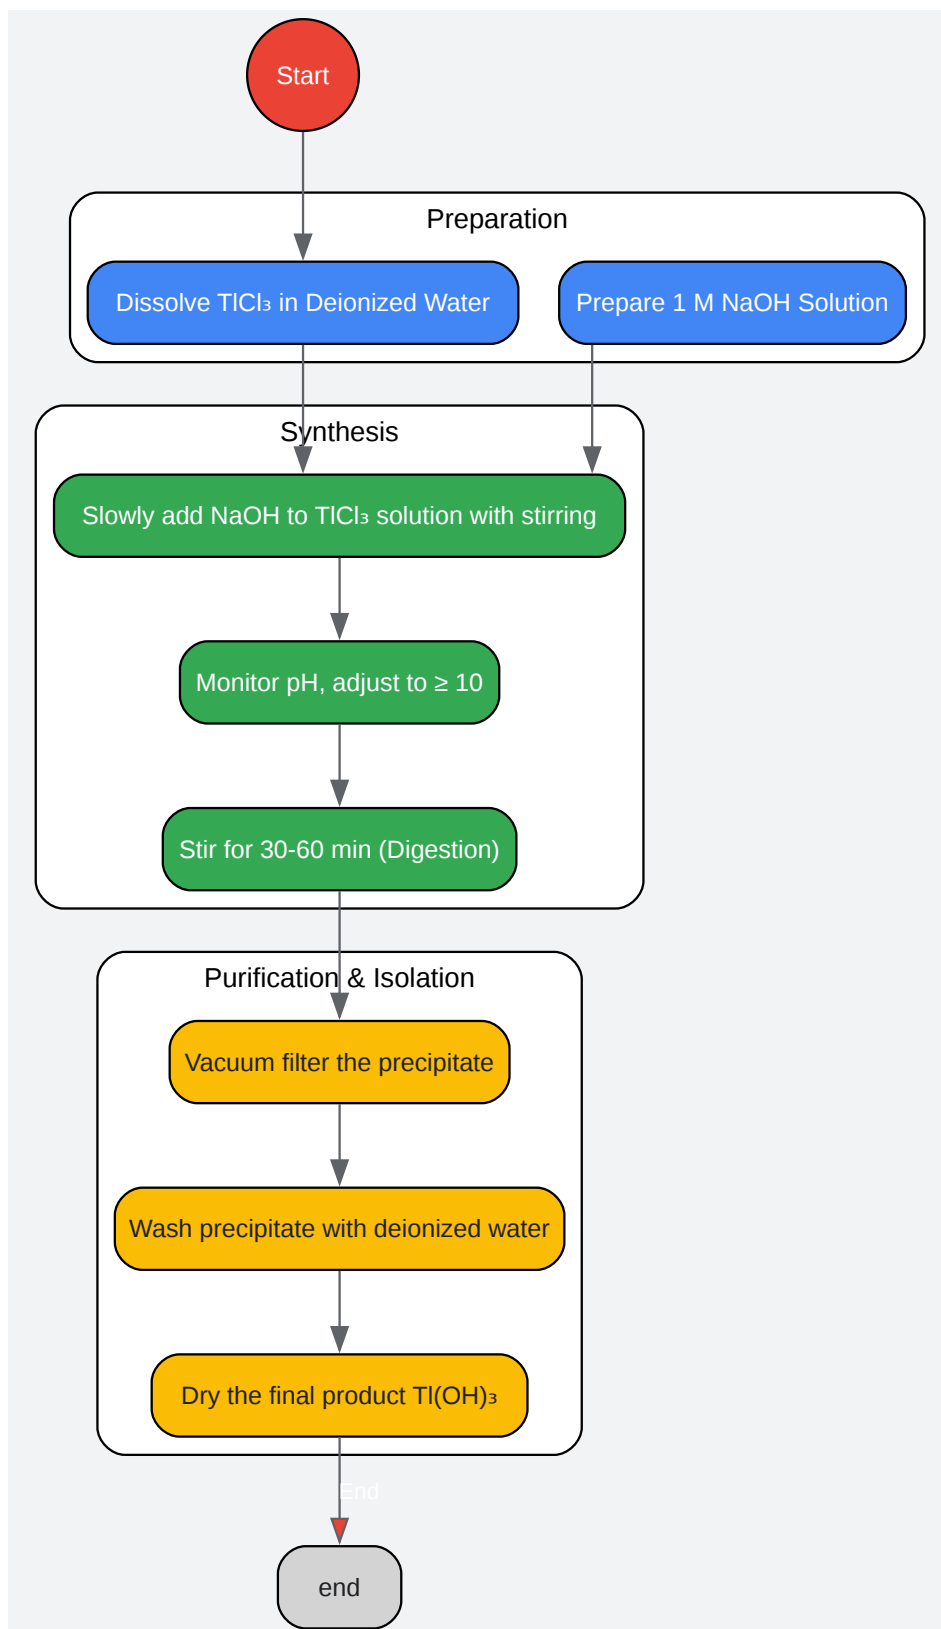 Start
Preparation
Dissolve TlCl₃ in Deionized Water
Prepare 1 M NaOH Solution
Synthesis
Slowly add NaOH to TlCl₃ solution with stirring
Monitor pH, adjust to ≥ 10
Stir for 30-60 min (Digestion)
Purification & Isolation
Vacuum filter the precipitate
Wash precipitate with deionized water
Dry the final product Tl(OH)₃
End
end